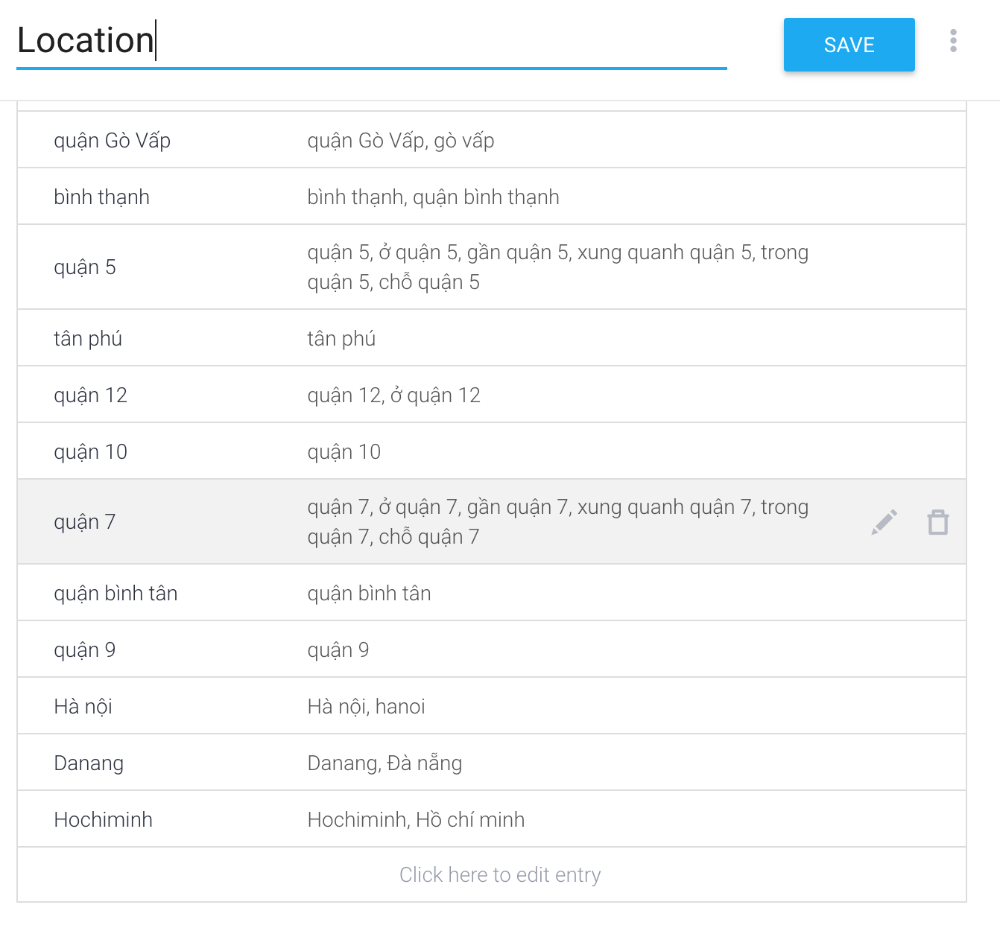 Location
SAVE
quận Gò Vấp quận Gò Vấp, gò vấp
bình thạnh bình thạnh, quận bình thạnh
quận 5 quận 5, ở quận 5, gần quận 5, xung quanh quận 5, trong
quận 5, chỗ quận 5
tân phú tân phú
quận 12 quận 12, ở quận 12
quận 10 quận 10
quận 7 quận 7, ở quận 7, gần quận 7, xung quanh quận 7, trong
quận 7, chỗ quận 7
quận bình tân quận bình tân
quận 9 quận 9
Hà nội Hà nội, hanoi
Danang Danang, Đà nẵng
Hochiminh Hochiminh, Hồ chí minh
Click here to edit entry